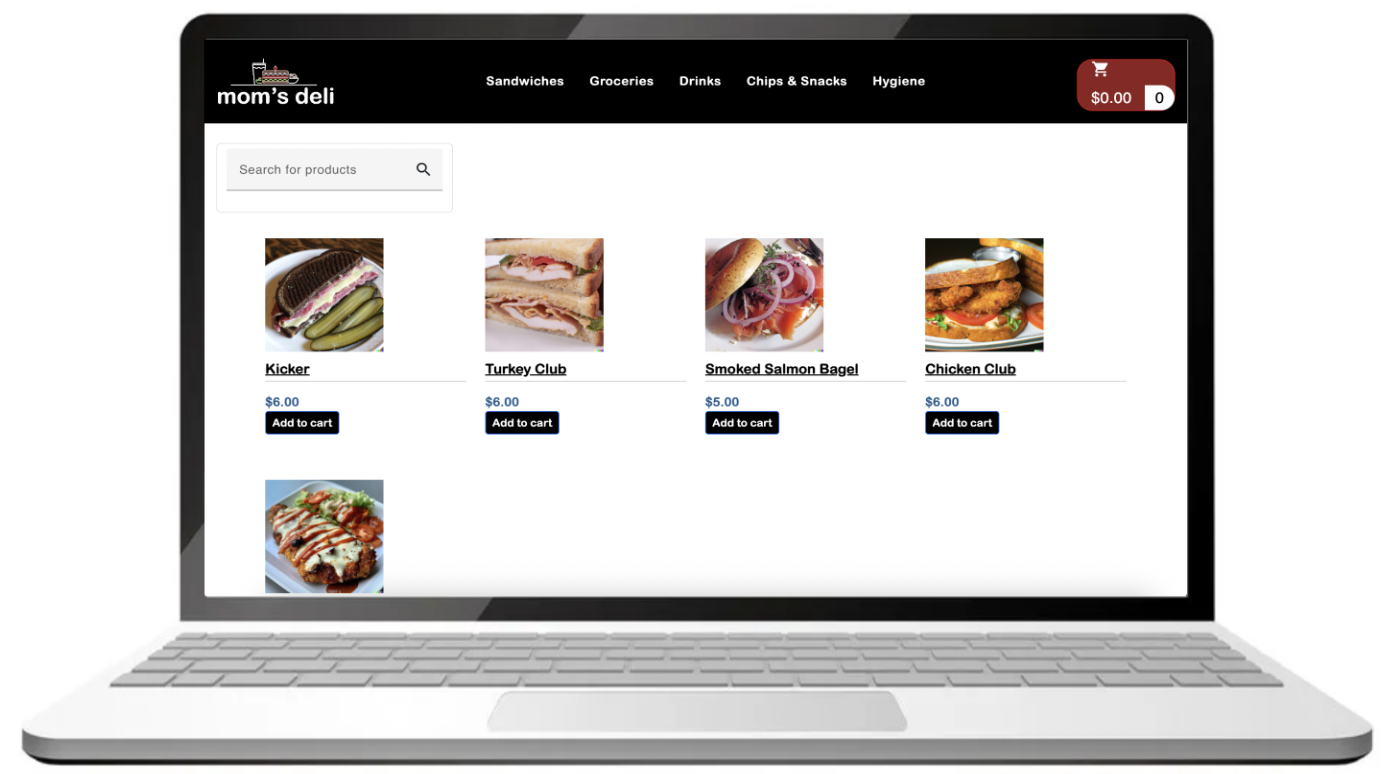 mom's deli
Sandwiches Groceries Drinks Chips & Snacks Hygiene
$0.00 0
Search for products
Kicker Turkey Club Smoked Salmon Bagel Chicken Club
$6.00 $6.00 $5.00 $6.00
Add to cart Add to cart Add to cart Add to cart